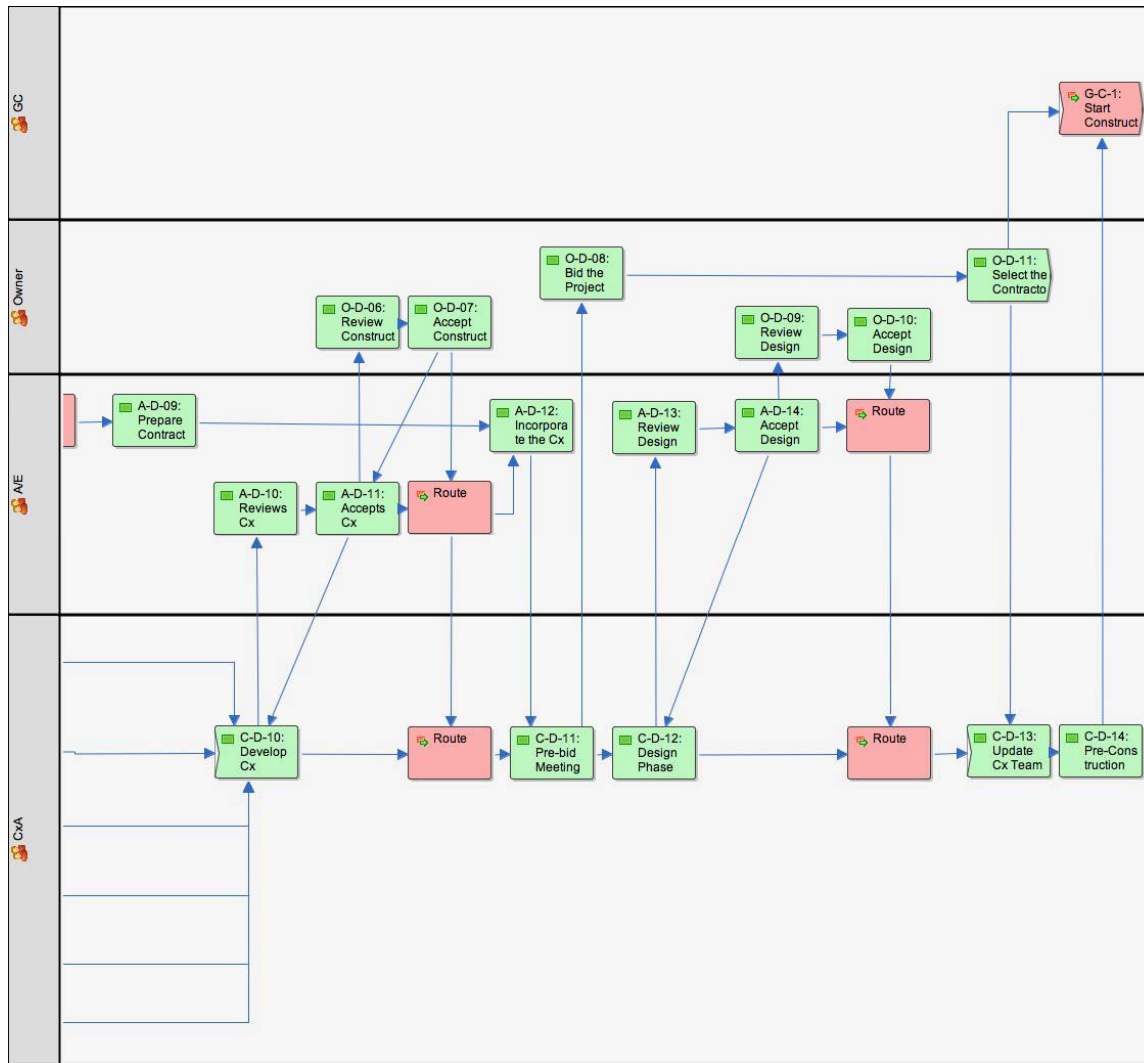 GC
G-C-1:
Start
Construct
Owner
O-D-08:
Bid the
Project
O-D-11:
Select the
Contracto
O-D-06:
Review
Construct
O-D-07:
Accept
Construct
O-D-09:
Review
Design
O-D-10:
Accept
Design
A/E
A-D-09:
Prepare
Contract
A-D-12:
Incorpora
te the Cx
A-D-13:
Review
Design
A-D-14:
Accept
Design
Route
A-D-10:
Reviews
Cx
A-D-11:
Accepts
Cx
Route
CxA
C-D-10:
Develop
Cx
Route
C-D-11:
Pre-bid
Meeting
C-D-12:
Design
Phase
Route
C-D-13:
Update
Cx Team
C-D-14:
Pre-Cons
truction